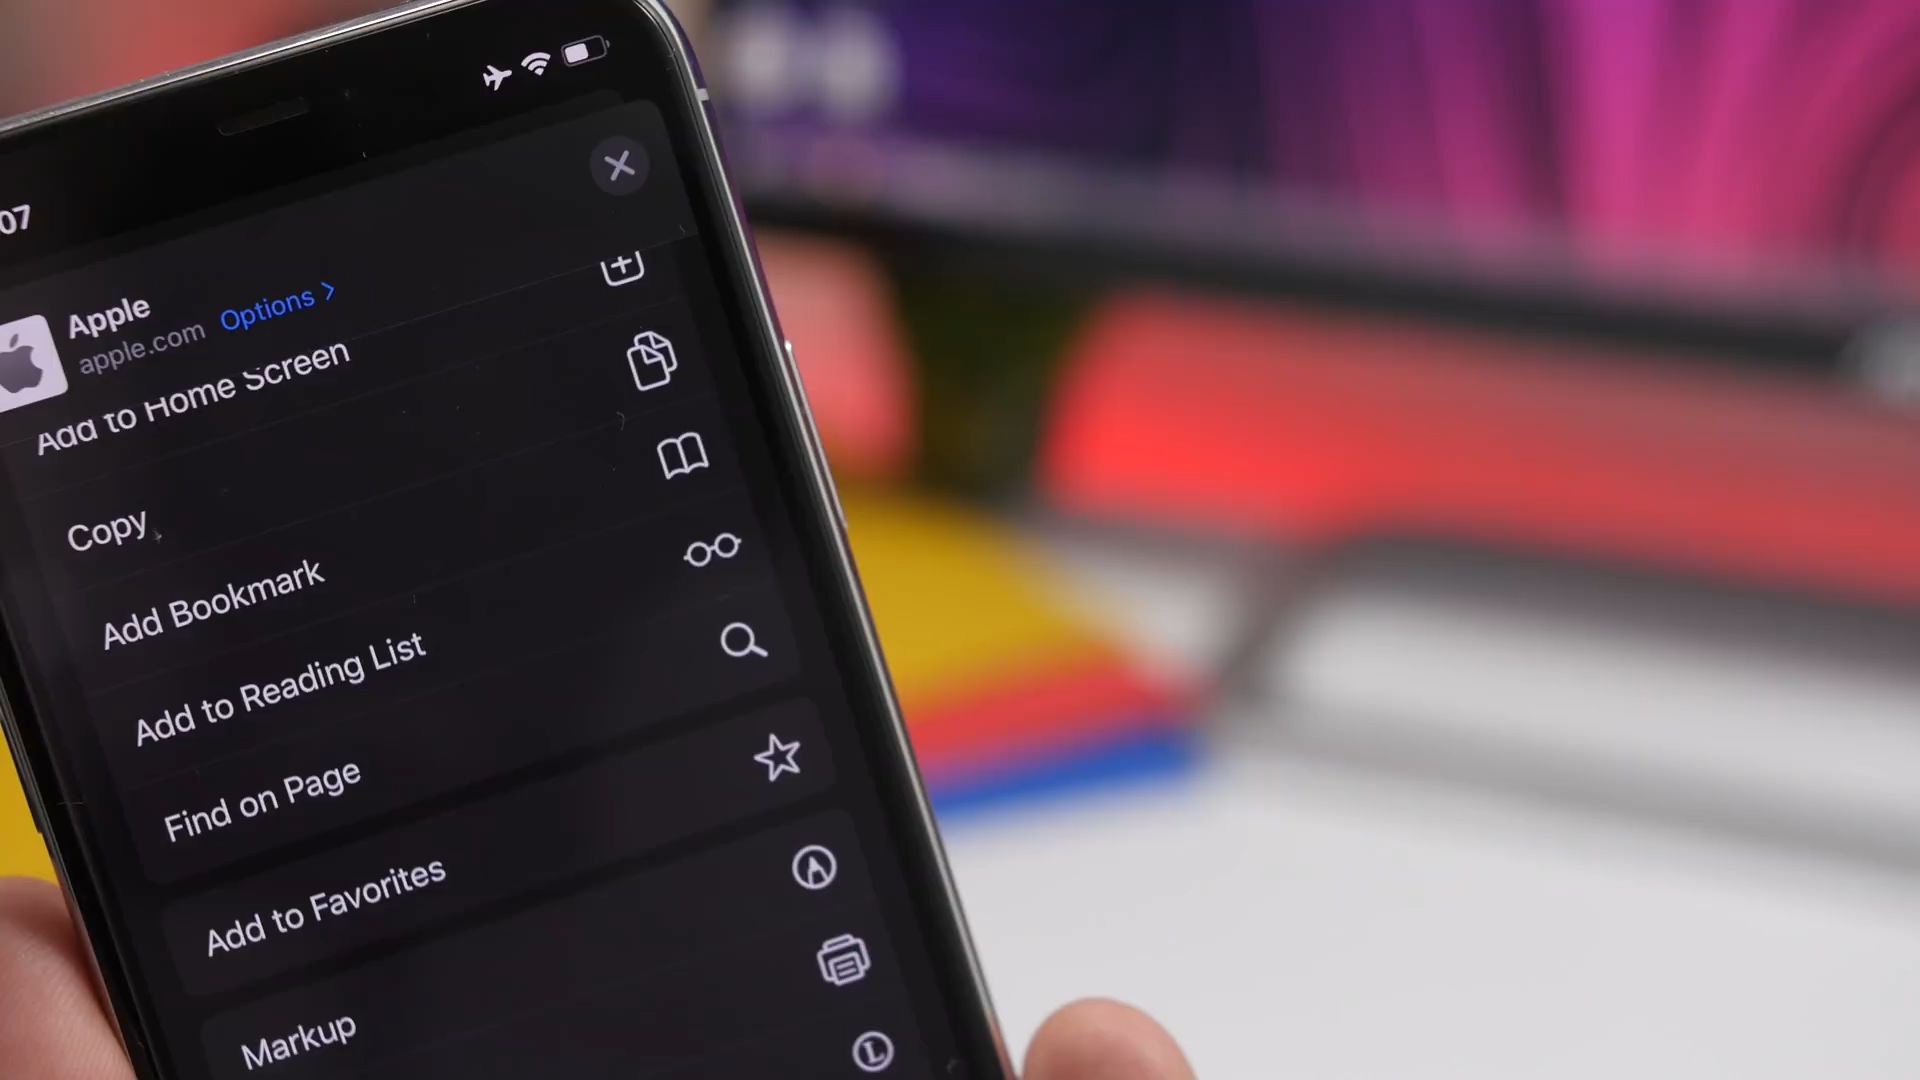 07
Apple
apple.com Options >
Add to Home Screen
Copy
Add Bookmark
Add to Reading List
Find on Page
Add to Favorites
Markup
L